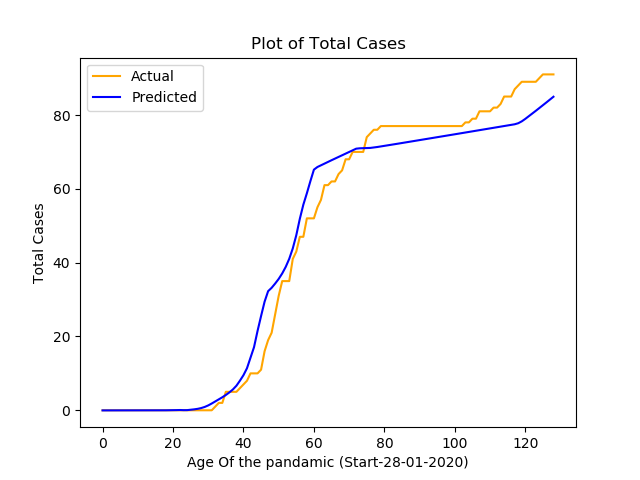 Plot of Total Cases
Actual
Predicted
80
60
40
20
0
Total Cases
0 20 40 60 80 100 120
Age Of the pandamic (Start-28-01-2020)